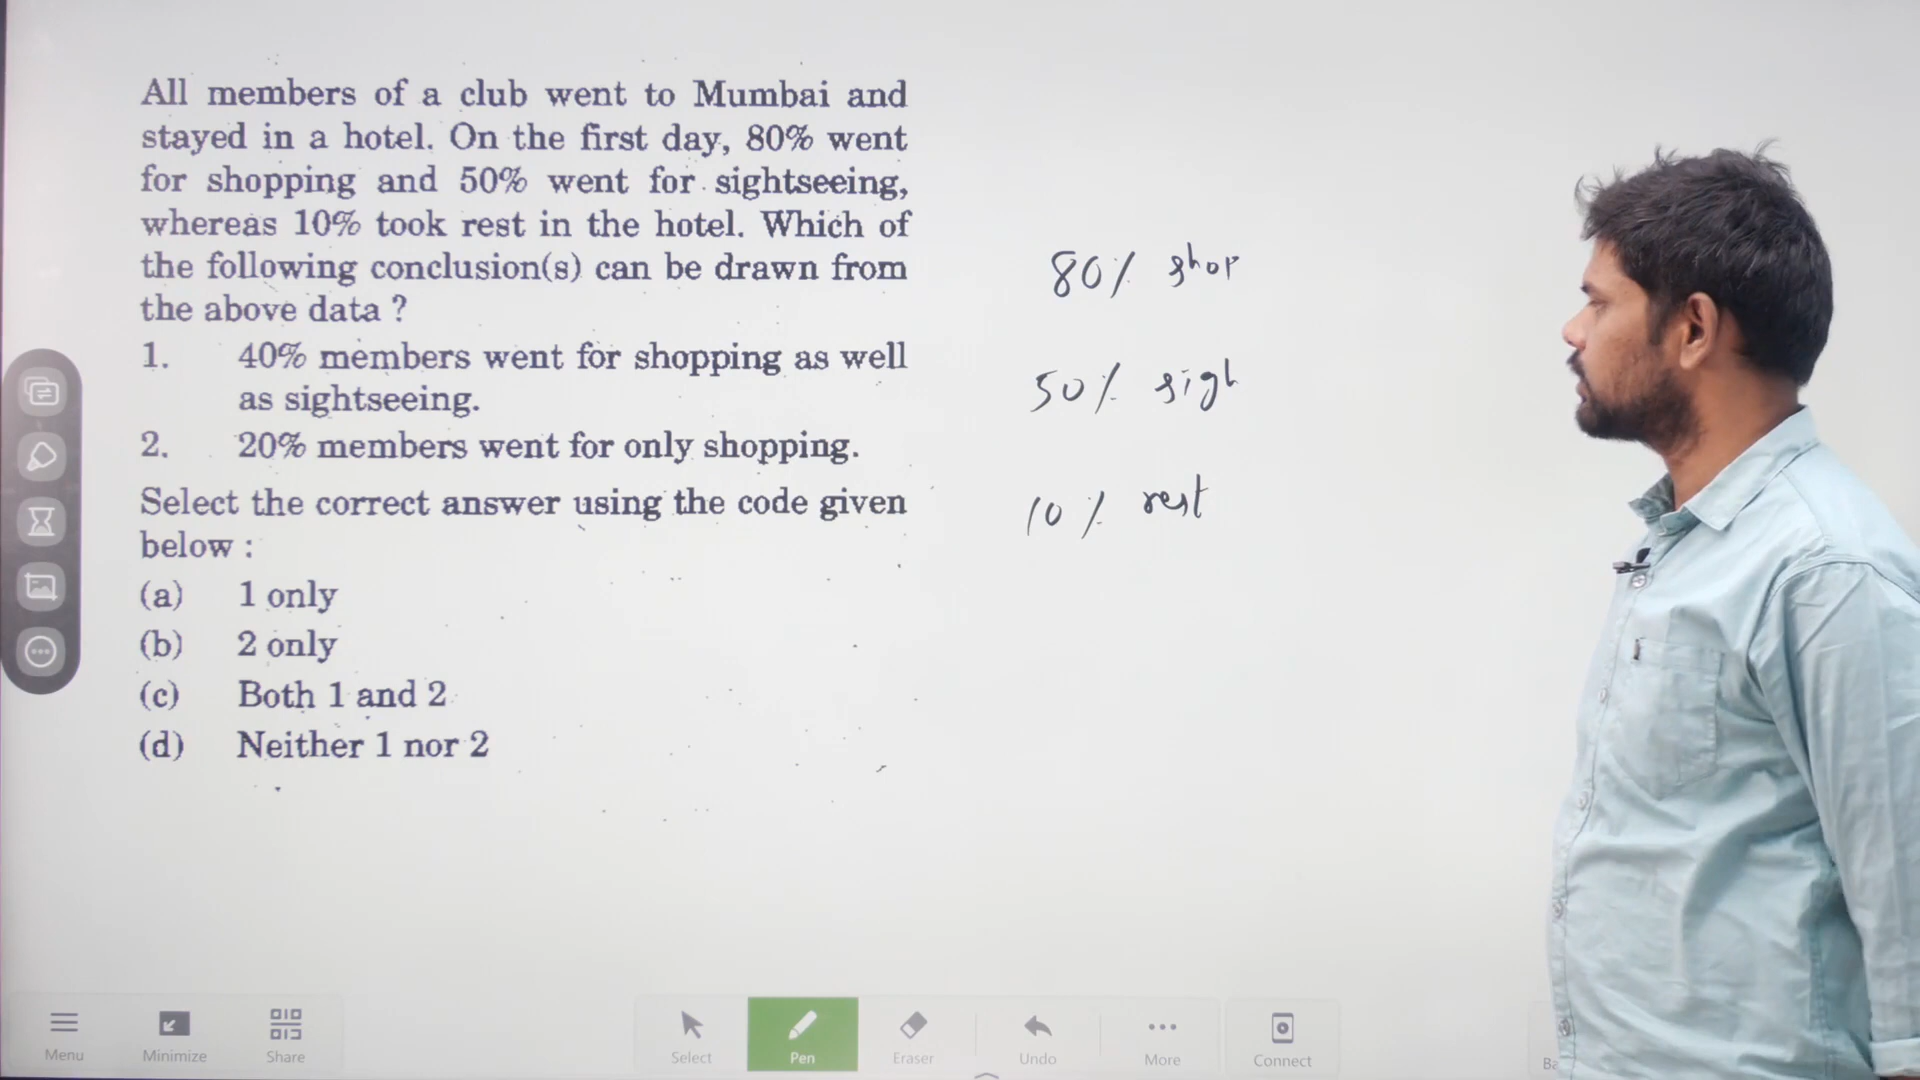 All members of a club went to Mumbai and
stayed in a hotel. On the first day, 80% went
for shopping and 50% went for sightseeing,
whereas 10% took rest in the hotel. Which of
the following conclusion(s) can be drawn from
the above data ?
1. 40% members went for shopping as well
as sightseeing.
2. 20% members went for only shopping.
Select the correct answer using the code given
below :
(a) 1 only
(b) 2 only
(c) Both 1 and 2
(d) Neither 1 nor 2
80% shop
50% sigh
10% rest
Menu
Minimize
Share
Select
Pen
Eraser
Undo
More
Connect